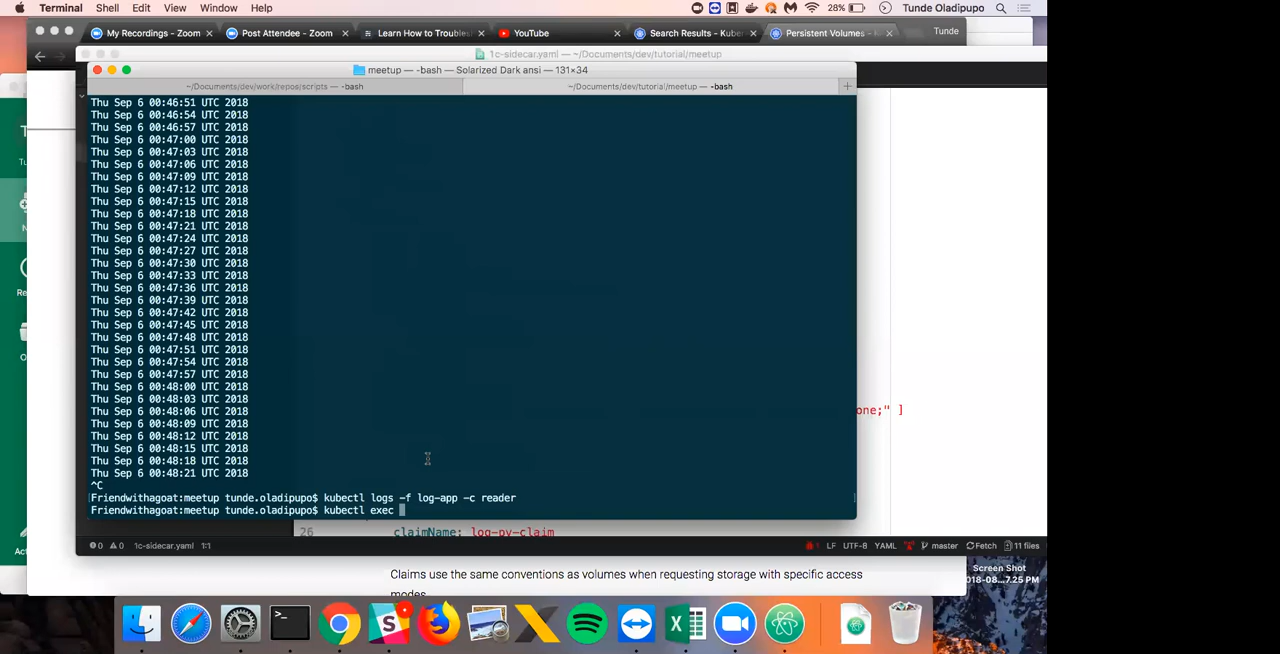 Terminal Shell Edit View Window Help 28% Tunde Oladipupo
My Recordings - Zoom Post Attendee - Zoom Learn How to Troubles YouTube Search Results - Kuber Persistent Volumes - K Tunde
1c-sidecar.yaml — ~/Documents/dev/tutorial/meetup
meetup — -bash — Solarized Dark ansi — 131×34
~/Documents/dev/work/repos/scripts — -bash ~/Documents/dev/tutorial/meetup — -bash
Thu Sep 6 00:46:51 UTC 2018
Thu Sep 6 00:46:54 UTC 2018
Thu Sep 6 00:46:57 UTC 2018
Thu Sep 6 00:47:00 UTC 2018
Thu Sep 6 00:47:03 UTC 2018
Thu Sep 6 00:47:06 UTC 2018
Thu Sep 6 00:47:09 UTC 2018
Thu Sep 6 00:47:12 UTC 2018
Thu Sep 6 00:47:15 UTC 2018
Thu Sep 6 00:47:18 UTC 2018
Thu Sep 6 00:47:21 UTC 2018
Thu Sep 6 00:47:24 UTC 2018
Thu Sep 6 00:47:27 UTC 2018
Thu Sep 6 00:47:30 UTC 2018
Thu Sep 6 00:47:33 UTC 2018
Thu Sep 6 00:47:36 UTC 2018
Thu Sep 6 00:47:39 UTC 2018
Thu Sep 6 00:47:42 UTC 2018
Thu Sep 6 00:47:45 UTC 2018
Thu Sep 6 00:47:48 UTC 2018
Thu Sep 6 00:47:51 UTC 2018
Thu Sep 6 00:47:54 UTC 2018
Thu Sep 6 00:47:57 UTC 2018
Thu Sep 6 00:48:00 UTC 2018
Thu Sep 6 00:48:03 UTC 2018
Thu Sep 6 00:48:06 UTC 2018
one;" ]
Thu Sep 6 00:48:09 UTC 2018
Thu Sep 6 00:48:12 UTC 2018
Thu Sep 6 00:48:15 UTC 2018
Thu Sep 6 00:48:18 UTC 2018
Thu Sep 6 00:48:21 UTC 2018
^C
Friendwithagoat:meetup tunde.oladipupo$ kubectl logs -f log-app -c reader
Friendwithagoat:meetup tunde.oladipupo$ kubectl exec
26 claimName: log-pv-claim
0 0 1c-sidecar.yaml 1:1 LF UTF-8 YAML master Fetch 11 files
Claims use the same conventions as volumes when requesting storage with specific access
modes
Screen Shot
2018-08...7.25 PM